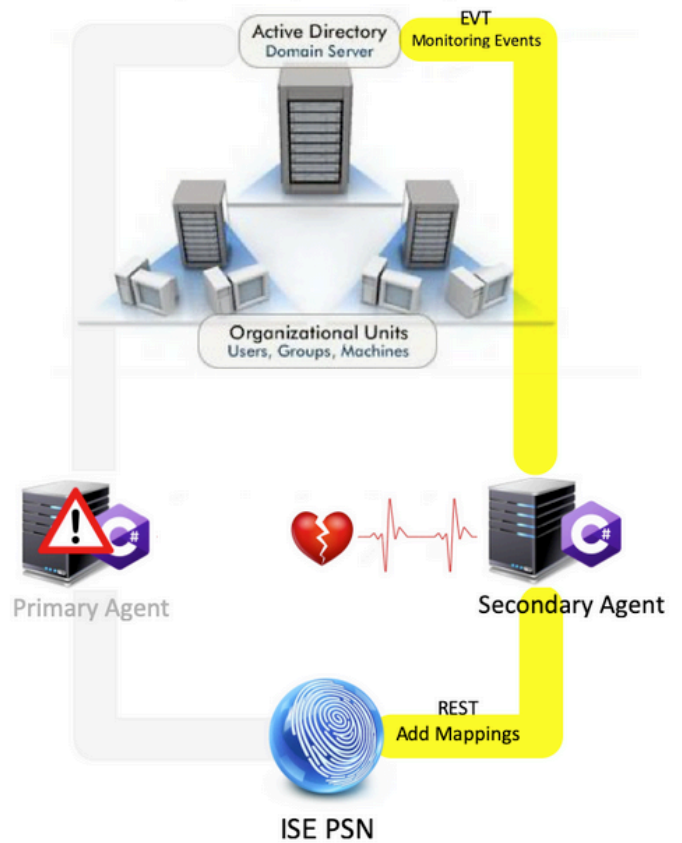 EVT
Active Directory
Domain Server
Monitoring Events
Organizational Units
Users, Groups, Machines
C#
C#
Primary Agent
Secondary Agent
REST
Add Mappings
ISE PSN